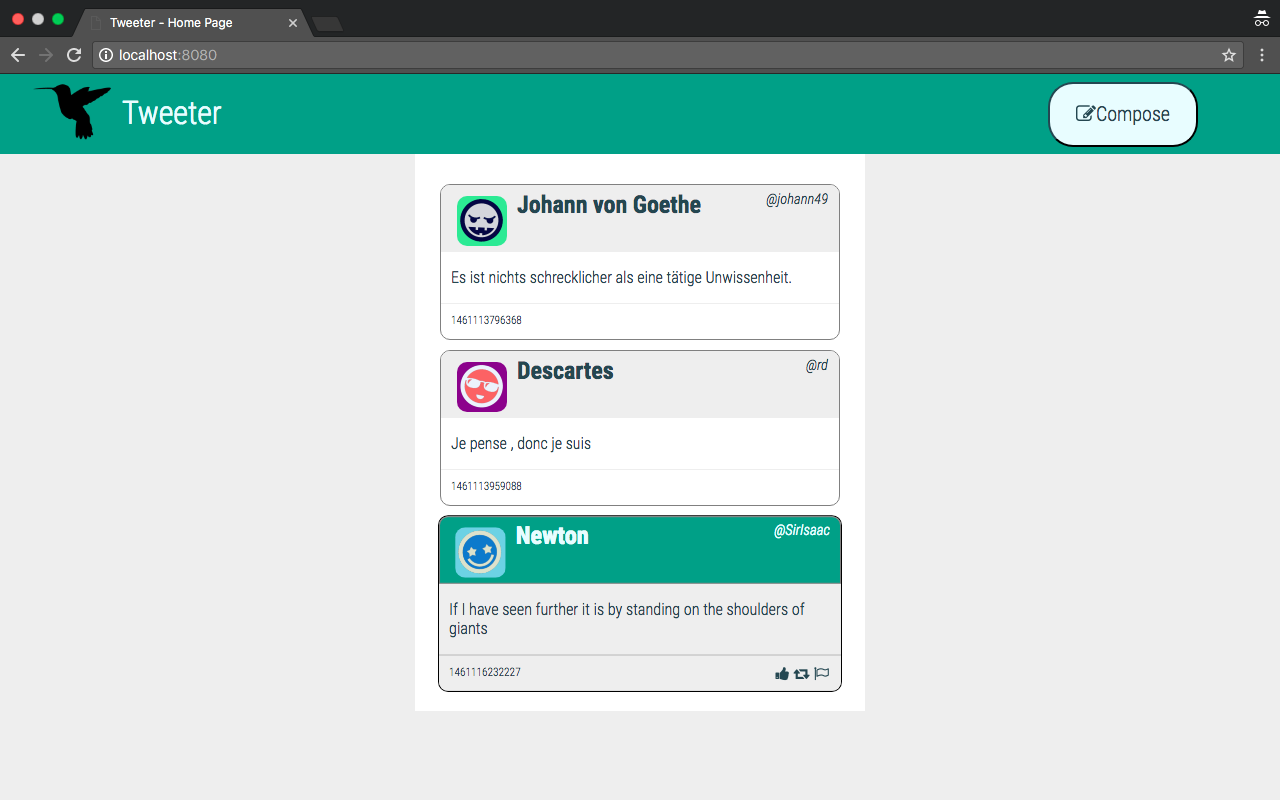 Tweeter - Home Page
localhost:8080
Tweeter
Compose
Johann von Goethe
@johann49
Es ist nichts schrecklicher als eine tätige Unwissenheit.
1461113796368
Descartes
@rd
Je pense , donc je suis
1461113959088
Newton
@SirIsaac
If I have seen further it is by standing on the shoulders of
giants
1461116232227